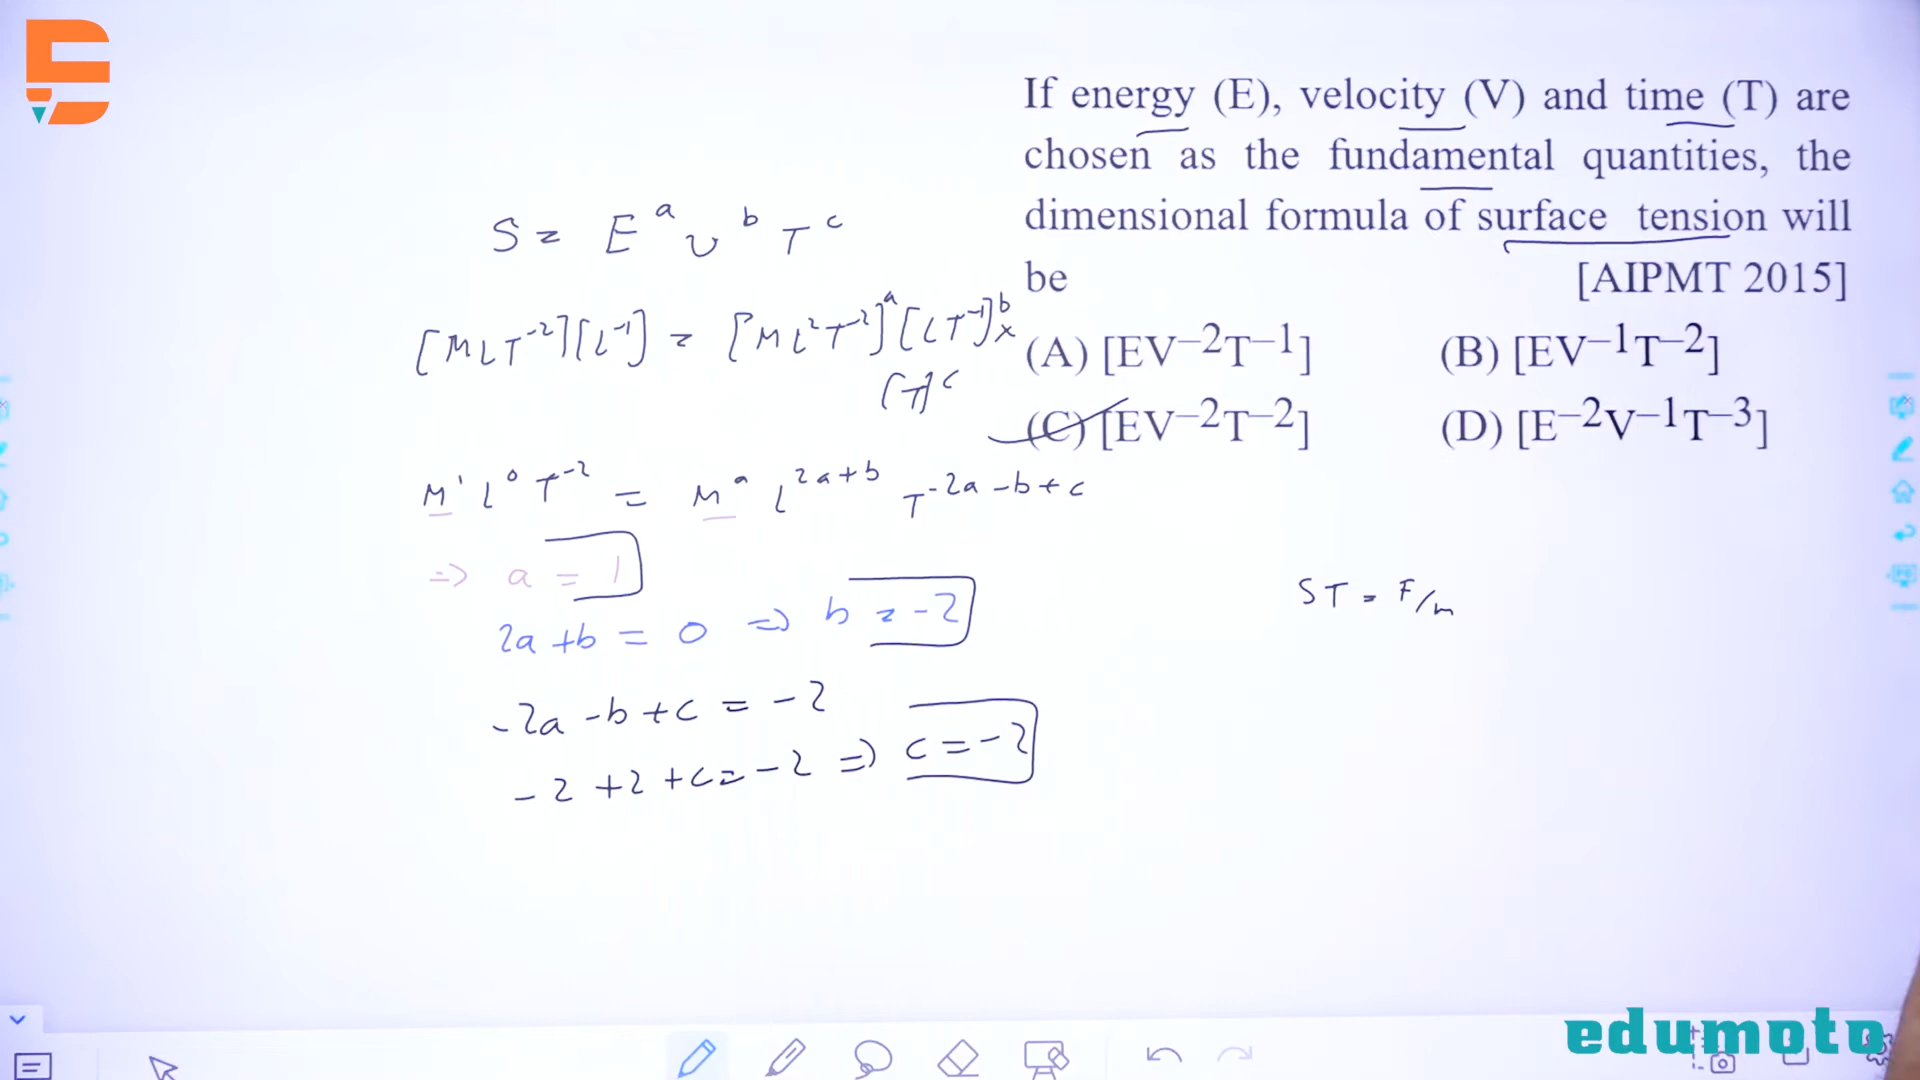 If energy (E), velocity (V) and time (T) are
chosen as the fundamental quantities, the
dimensional formula of surface tension will
be [AIPMT 2015]
(A) [EV⁻²T⁻¹] (B) [EV⁻¹T⁻²]
(C) [EV⁻²T⁻²] (D) [E⁻²V⁻¹T⁻³]
S = E^a v^b T^c
[MLT⁻²][L⁻¹] = [ML²T⁻²]^a [LT⁻¹]^b ×
[T]^c
M¹ L⁰ T⁻² = M^a L^(2a+b) T^(-2a-b+c)
=> a = 1
2a + b = 0 => b = -2
-2a - b + c = -2
-2 + 2 + c = -2 => c = -2
ST = F/m
edumoto